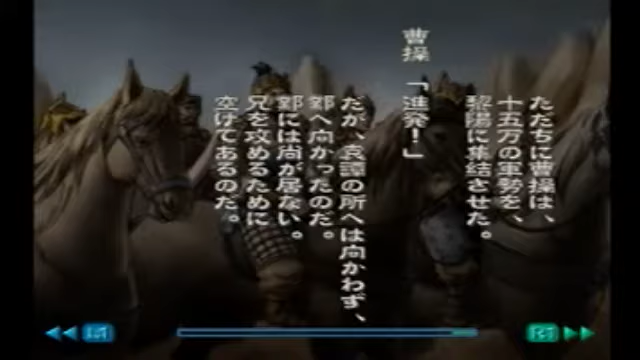 ただちに曹操は、
十五万の軍勢を、
黎陽に集結させた。
曹操　「進発！」
だが、袁譚の所へは向かわず、
鄴へ向かったのだ。
鄴には尚が居ない。
兄を攻めるために
空けてあるのだ。